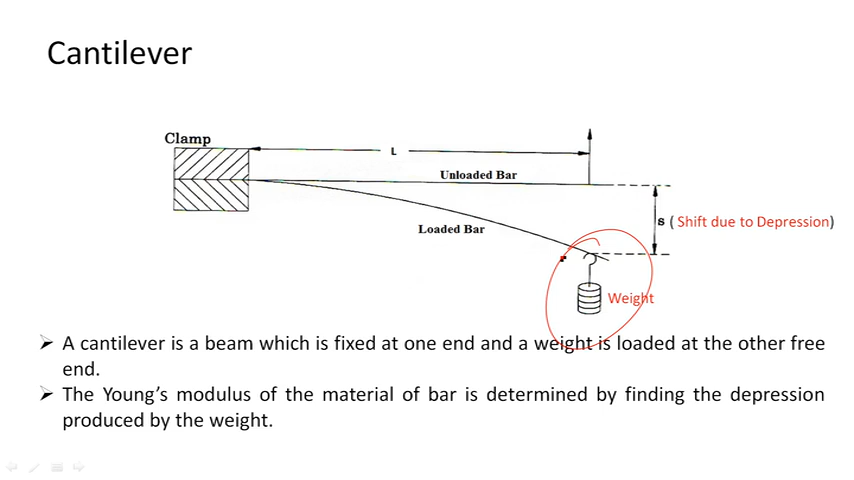 Cantilever
Clamp
L
Unloaded Bar
s ( Shift due to Depression)
Loaded Bar
Weight
➤ A cantilever is a beam which is fixed at one end and a weight is loaded at the other free
end.
➤ The Young’s modulus of the material of bar is determined by finding the depression
produced by the weight.